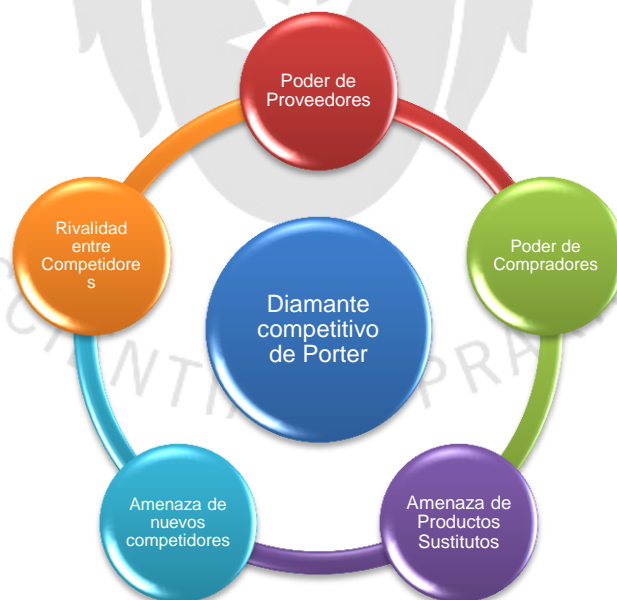 Poder de
Proveedores
Rivalidad
entre
Competidore
s
Poder de
Compradores
Diamante
competitivo
de Porter
Amenaza de
nuevos
competidores
Amenaza de
Productos
Sustitutos